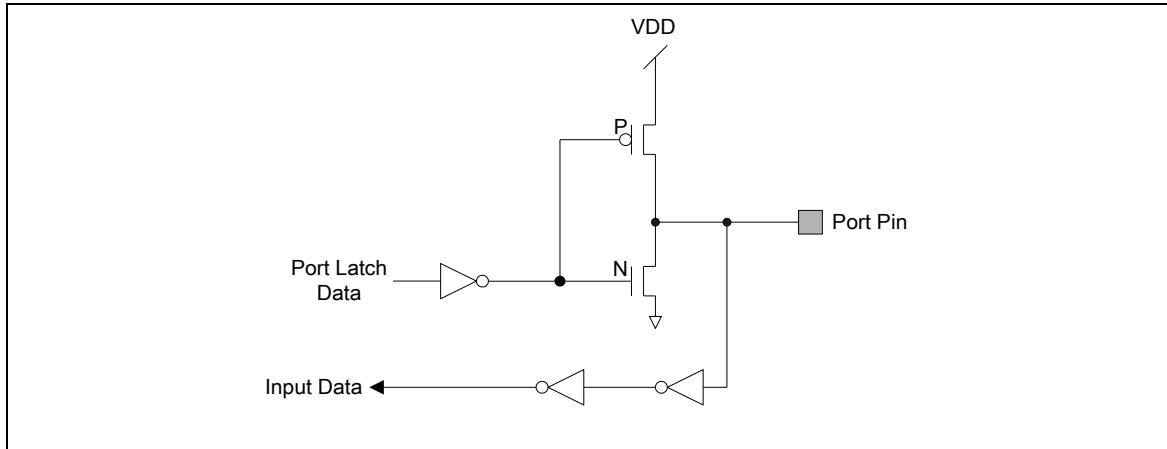 VDD
P
Port Pin
N
Port Latch
Data
Input Data